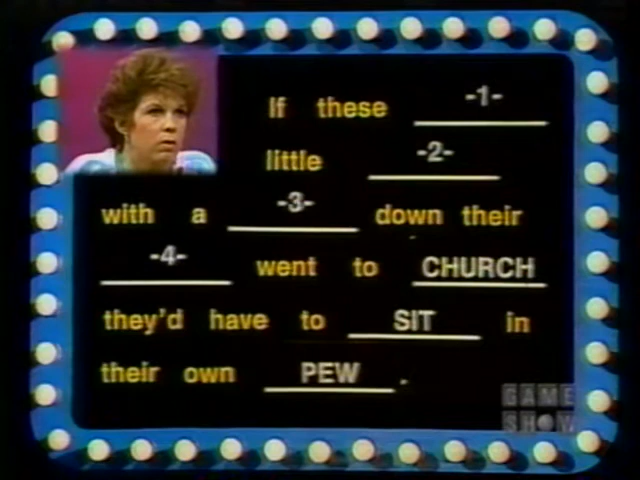 If these -1-
little -2-
with a -3- down their
-4- went to CHURCH
they'd have to SIT in
their own PEW .
GAME
SHOW